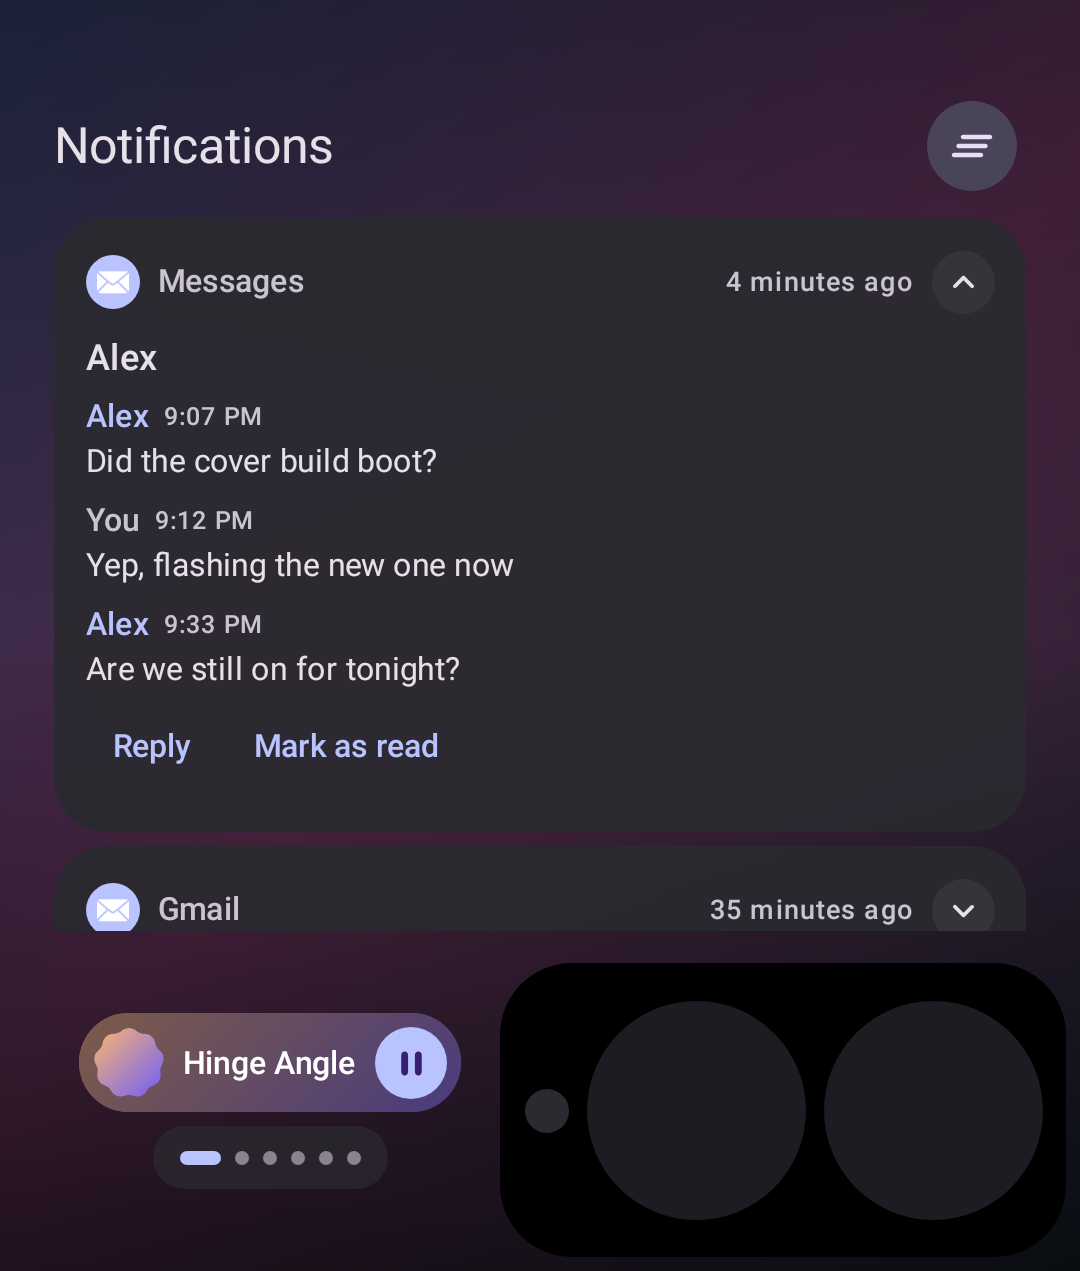 Notifications
Messages
4 minutes ago
Alex
Alex 9:07 PM
Did the cover build boot?
You 9:12 PM
Yep, flashing the new one now
Alex 9:33 PM
Are we still on for tonight?
Reply
Mark as read
Gmail
35 minutes ago
Hinge Angle